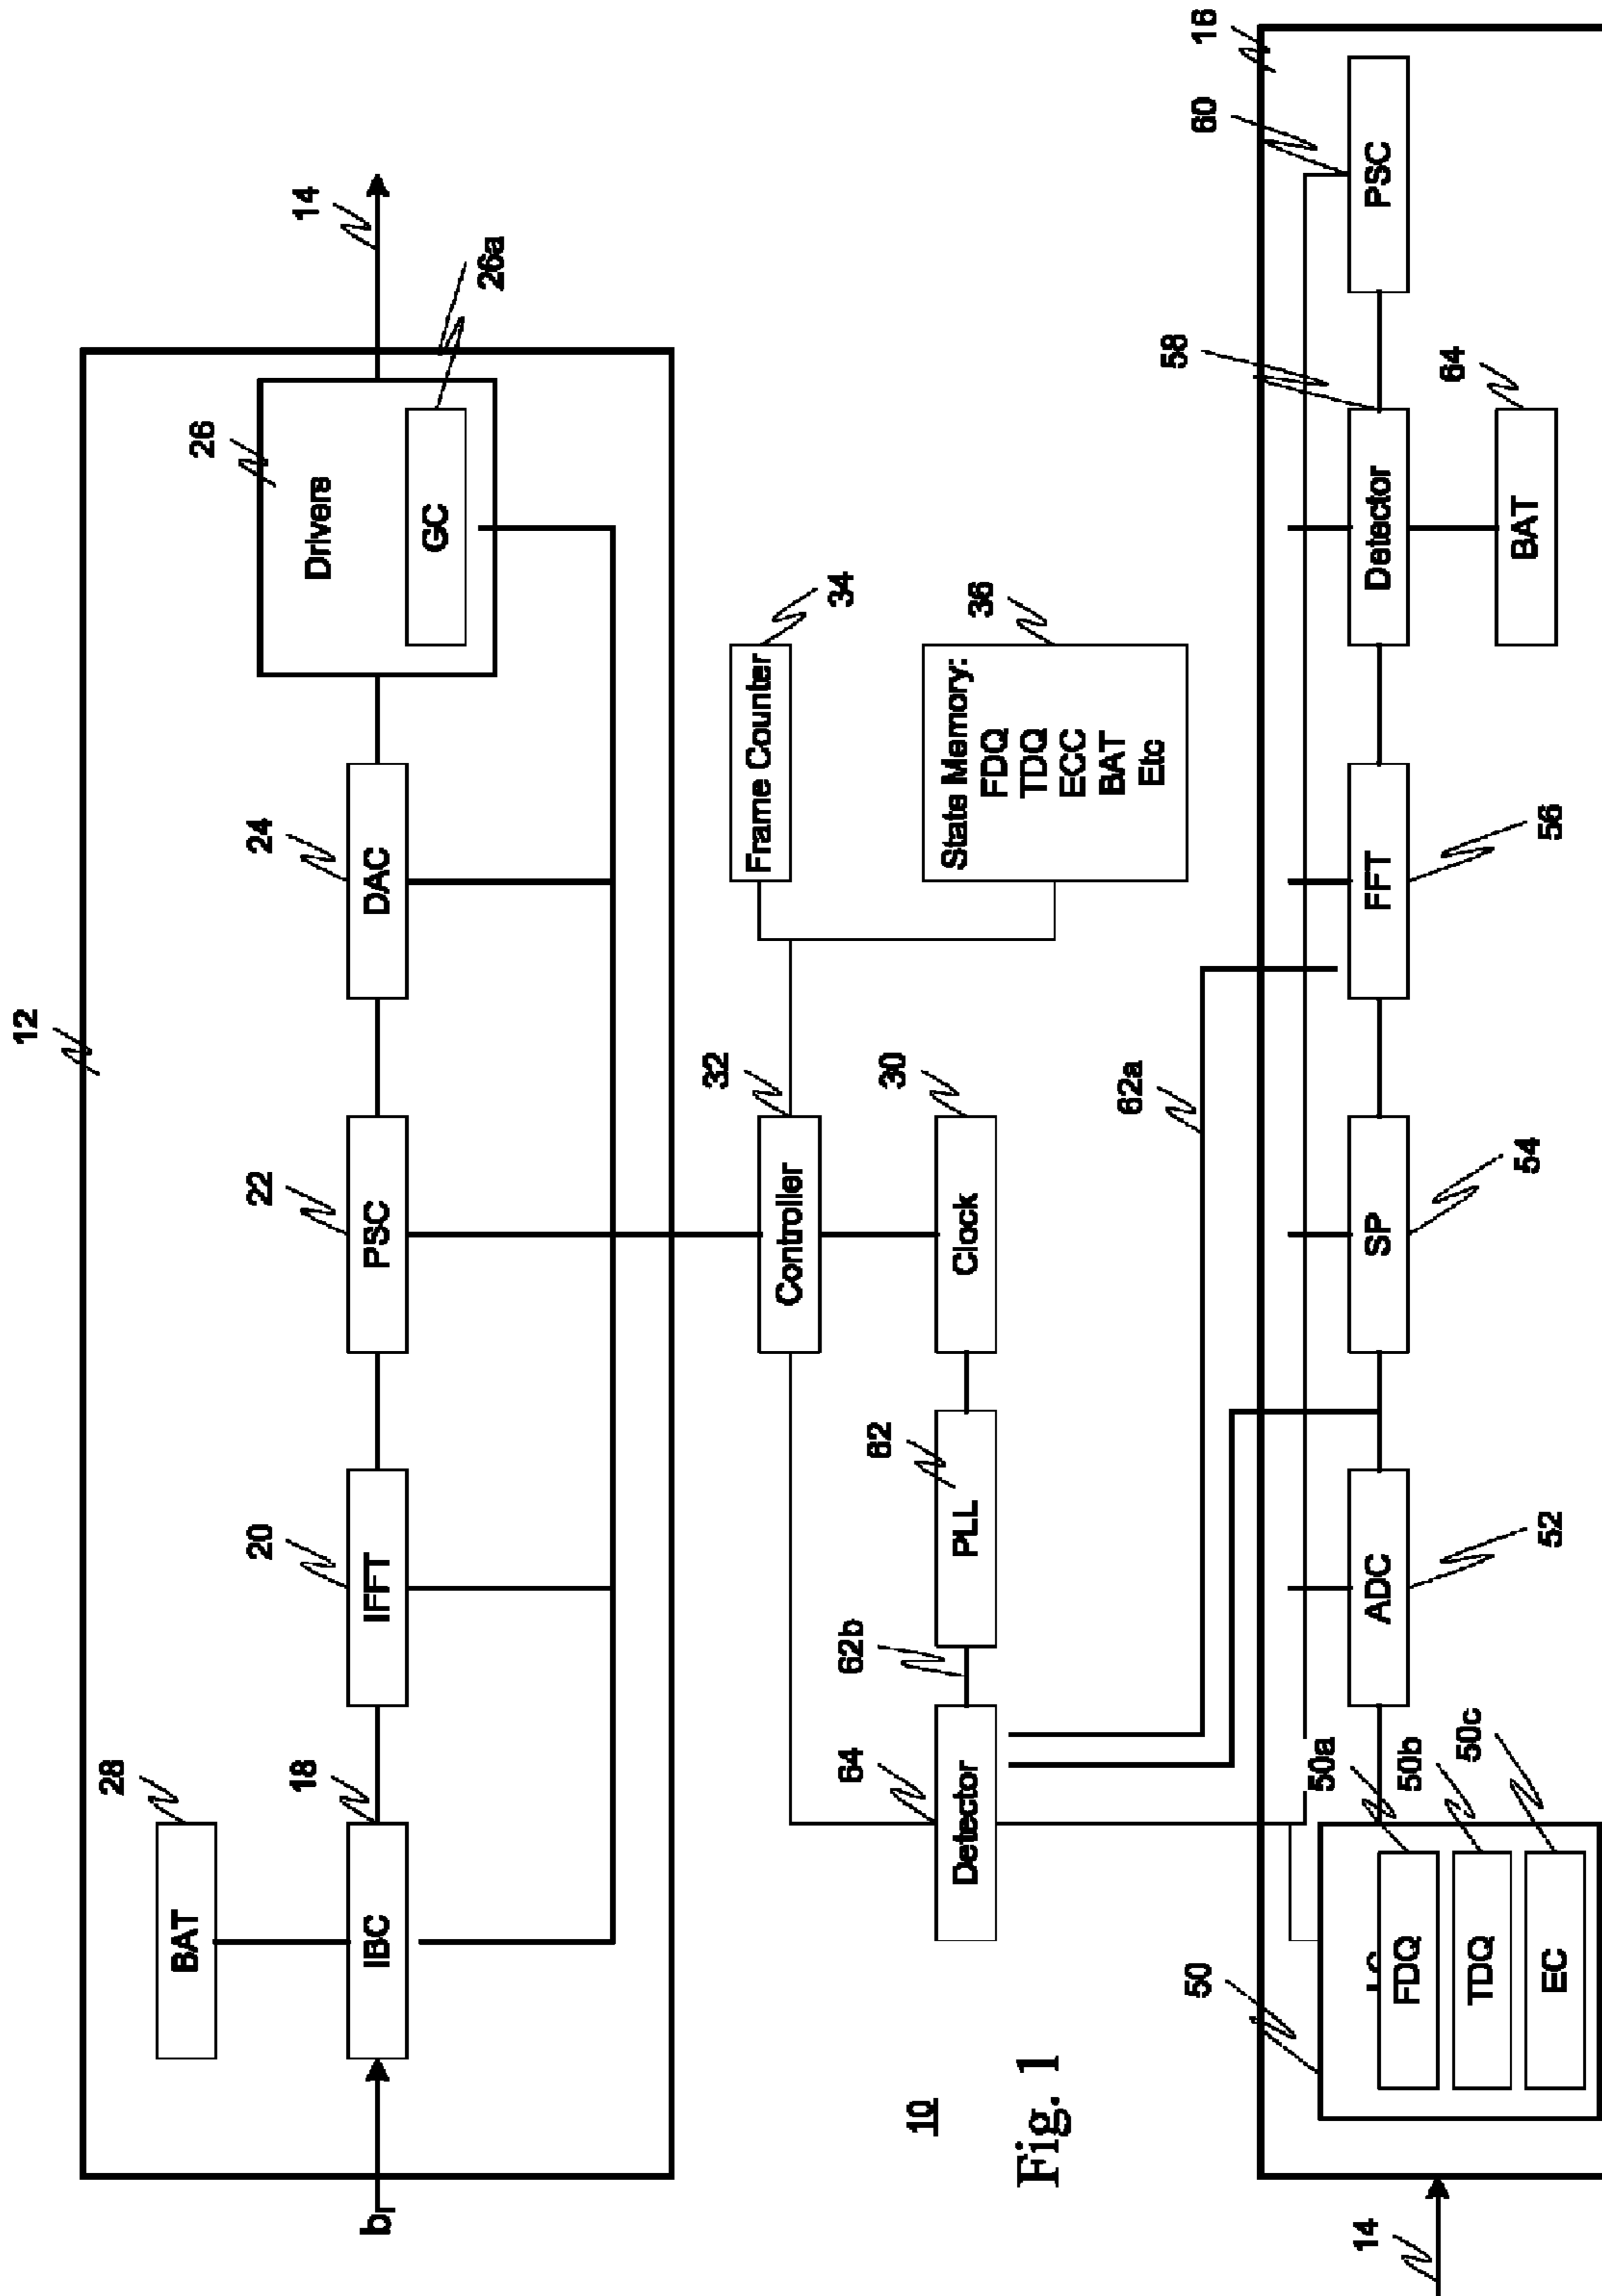 12
28
BAT
18
IBC
b
20
IFFT
22
PSC
24
DAC
26
Drivers
GC
26a
14
32
Controller
34
Frame Counter
36
State Memory:
FDQ
TDQ
ECC
BAT
Etc
30
Clock
62
PLL
62b
64
Detector
62a
10
Fig. 1
14
50
FDQ
TDQ
EC
50a
50b
50c
ADC
52
SP
54
FFT
56
58
Detector
64
BAT
60
PSC
16